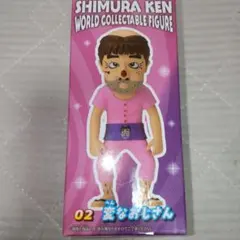 SHIMURA KEN
WORLD COLLECTABLE FIGURE
02 変なおじさん